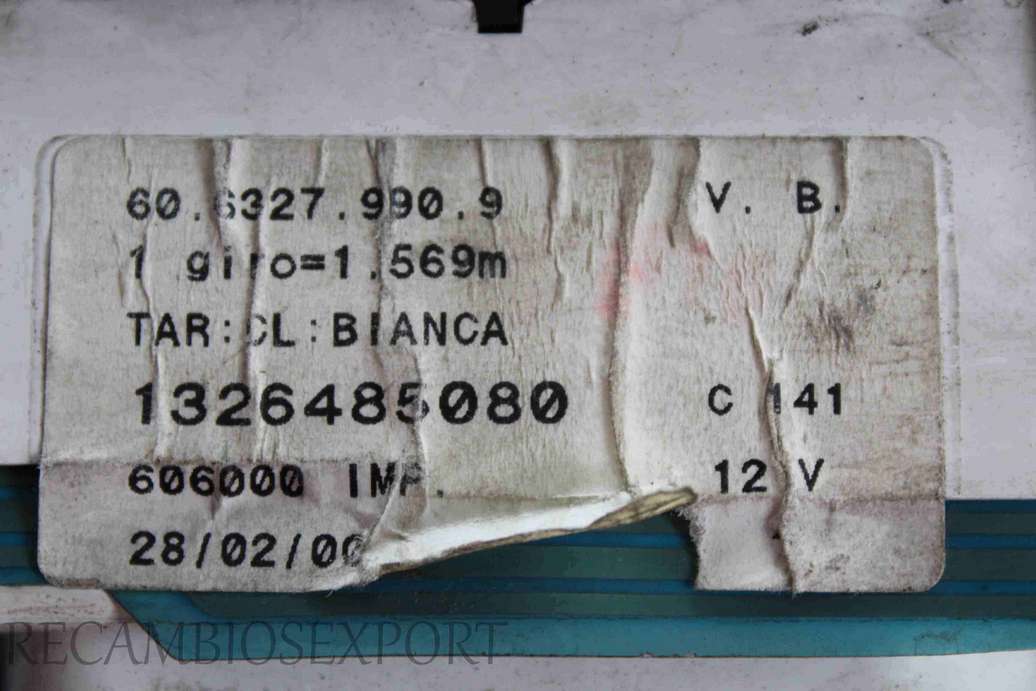 60.6327.990.9 V. B.
1 giro=1.569m
TAR:CL:BIANCA
1326485080 C 141
606000 IMP. 12 V
28/02/00
RECAMBIOSEXPORT